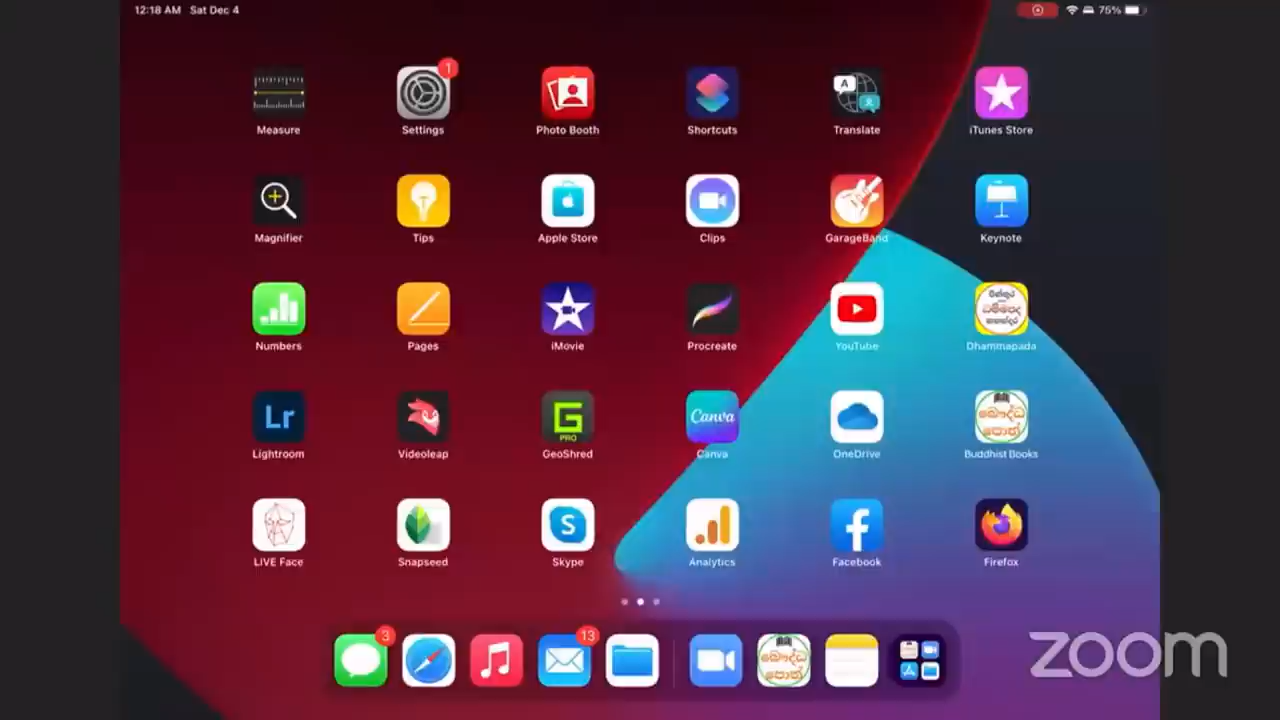 12:18 AM Sat Dec 4
75%
Measure
1
Settings
Photo Booth
Shortcuts
A
Translate
iTunes Store
Magnifier
Tips
Apple Store
Clips
GarageBand
Keynote
Numbers
Pages
iMovie
Procreate
YouTube
Dhammapada
Lr
Lightroom
Videoleap
G
PRO
GeoShred
Canva
Canva
OneDrive
බෞද්ධ
පොත්
Buddhist Books
LiVE Face
Snapseed
S
Skype
Analytics
f
Facebook
Firefox
3
13
බෞද්ධ
පොත්
zoom